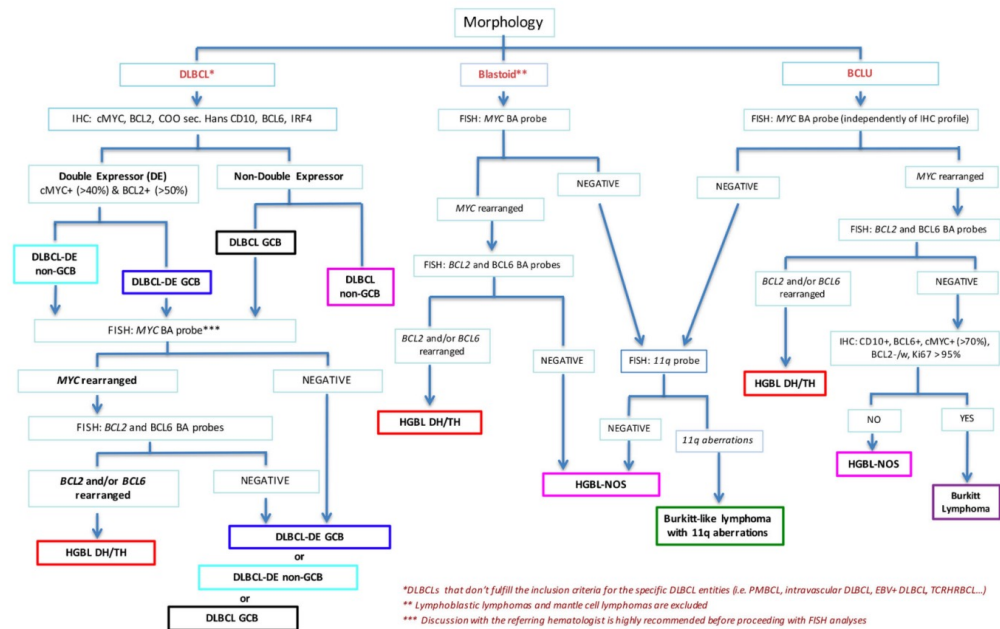 Morphology
DLBCL*
Blastoid**
BCLU
IHC: cMYC, BCL2, COO sec. Hans CD10, BCL6, IRF4
FISH: MYC BA probe
FISH: MYC BA probe (independently of IHC profile)
Double Expressor (DE)
cMYC+ (>40%) & BCL2+ (>50%)
Non-Double Expressor
NEGATIVE
NEGATIVE
MYC rearranged
MYC rearranged
DLBCL GCB
FISH: BCL2 and BCL6 BA probes
DLBCL-DE
non-GCB
DLBCL-DE GCB
DLBCL
non-GCB
FISH: BCL2 and BCL6 BA probes
BCL2 and/or BCL6
rearranged
NEGATIVE
FISH: MYC BA probe***
BCL2 and/or BCL6
rearranged
NEGATIVE
FISH: 11q probe
IHC: CD10+, BCL6+, cMYC+ (>70%),
BCL2-/w, Ki67 > 95%
MYC rearranged
NEGATIVE
HGBL DH/TH
HGBL DH/TH
NO
YES
FISH: BCL2 and BCL6 BA probes
NEGATIVE
11q aberrations
HGBL-NOS
BCL2 and/or BCL6
rearranged
NEGATIVE
HGBL-NOS
Burkitt
Lymphoma
Burkitt-like lymphoma
with 11q aberrations
HGBL DH/TH
DLBCL-DE GCB
or
DLBCL-DE non-GCB
or
DLBCL GCB
*DLBCLs that don't fulfill the inclusion criteria for the specific DLBCL entities (i.e. PMBCL, intravascular DLBCL, EBV+ DLBCL, TCRHRBCL...)
** Lymphoblastic lymphomas and mantle cell lymphomas are excluded
*** Discussion with the referring hematologist is highly recommended before proceeding with FISH analyses